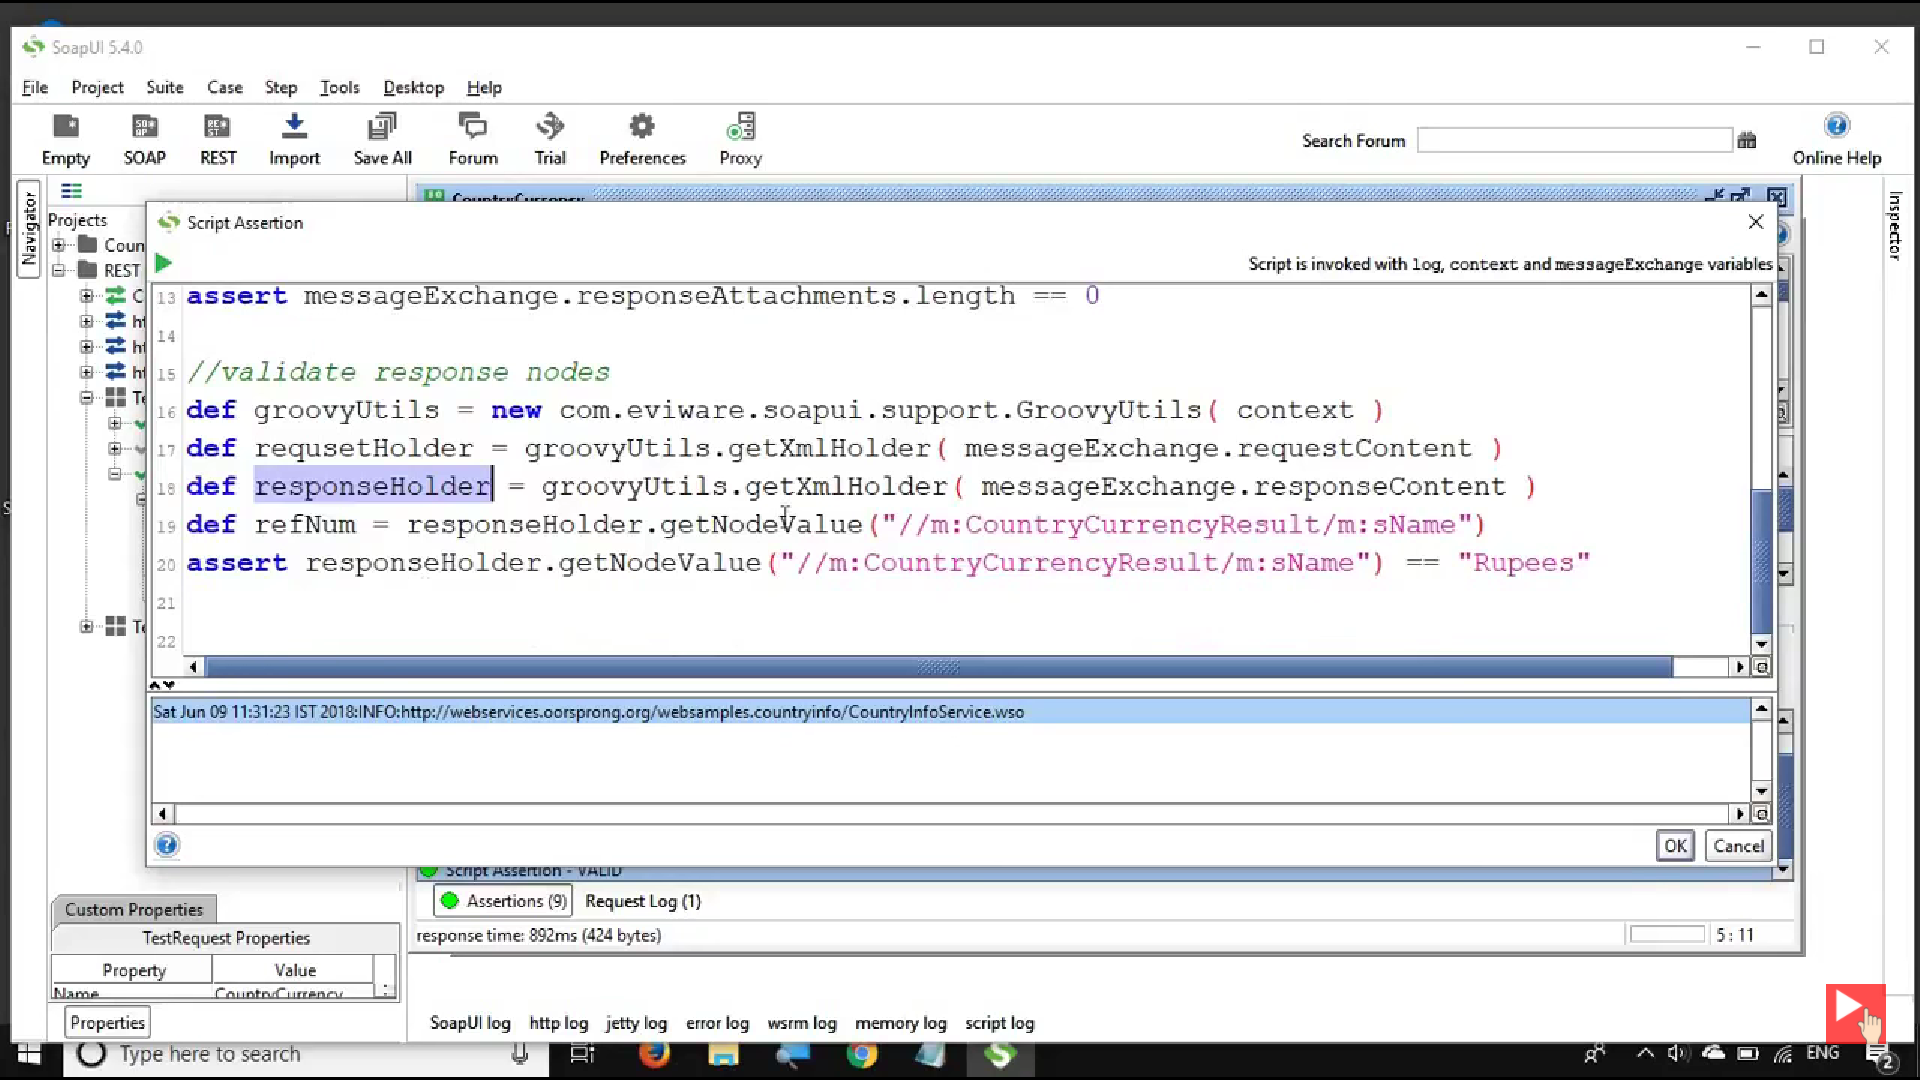 SoapUI 5.4.0
File Project Suite Case Step Tools Desktop Help
Empty SOAP REST Import Save All Forum Trial Preferences Proxy
Search Forum
Online Help
Navigator
Inspector
Projects
Coun
REST
Script Assertion
Script is invoked with log, context and messageExchange variables
13 assert messageExchange.responseAttachments.length == 0
14
15 //validate response nodes
16 def groovyUtils = new com.eviware.soapui.support.GroovyUtils( context )
17 def requsetHolder = groovyUtils.getXmlHolder( messageExchange.requestContent )
18 def responseHolder = groovyUtils.getXmlHolder( messageExchange.responseContent )
19 def refNum = responseHolder.getNodeValue("//m:CountryCurrencyResult/m:sName")
20 assert responseHolder.getNodeValue("//m:CountryCurrencyResult/m:sName") == "Rupees"
21
22
Sat Jun 09 11:31:23 IST 2018:INFO:http://webservices.oorsprong.org/websamples.countryinfo/CountryInfoService.wso
OK Cancel
Script Assertion - VALID
Assertions (9) Request Log (1)
response time: 892ms (424 bytes)
5 : 11
Custom Properties
TestRequest Properties
Property Value
Name CountryCurrency
Properties
SoapUI log http log jetty log error log wsrm log memory log script log
Type here to search
ENG
2